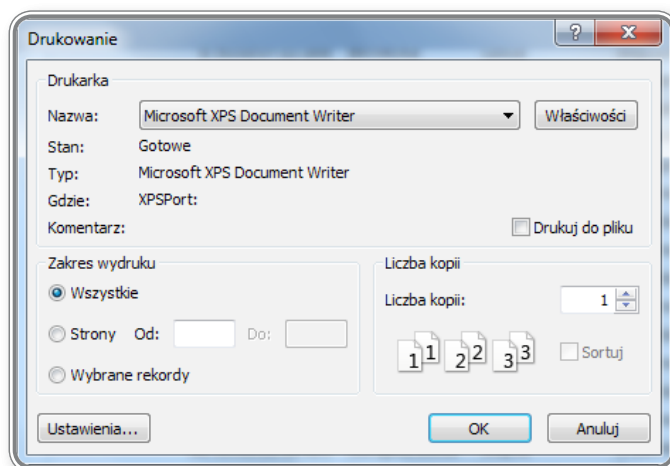 Drukowanie
Drukarka
Nazwa: Microsoft XPS Document Writer Właściwości
Stan: Gotowe
Typ: Microsoft XPS Document Writer
Gdzie: XPSPort:
Komentarz: Drukuj do pliku
Zakres wydruku
Wszystkie
Strony Od: Do:
Wybrane rekordy
Liczba kopii
Liczba kopii: 1
1 1 2 2 3 3 Sortuj
Ustawienia... OK Anuluj